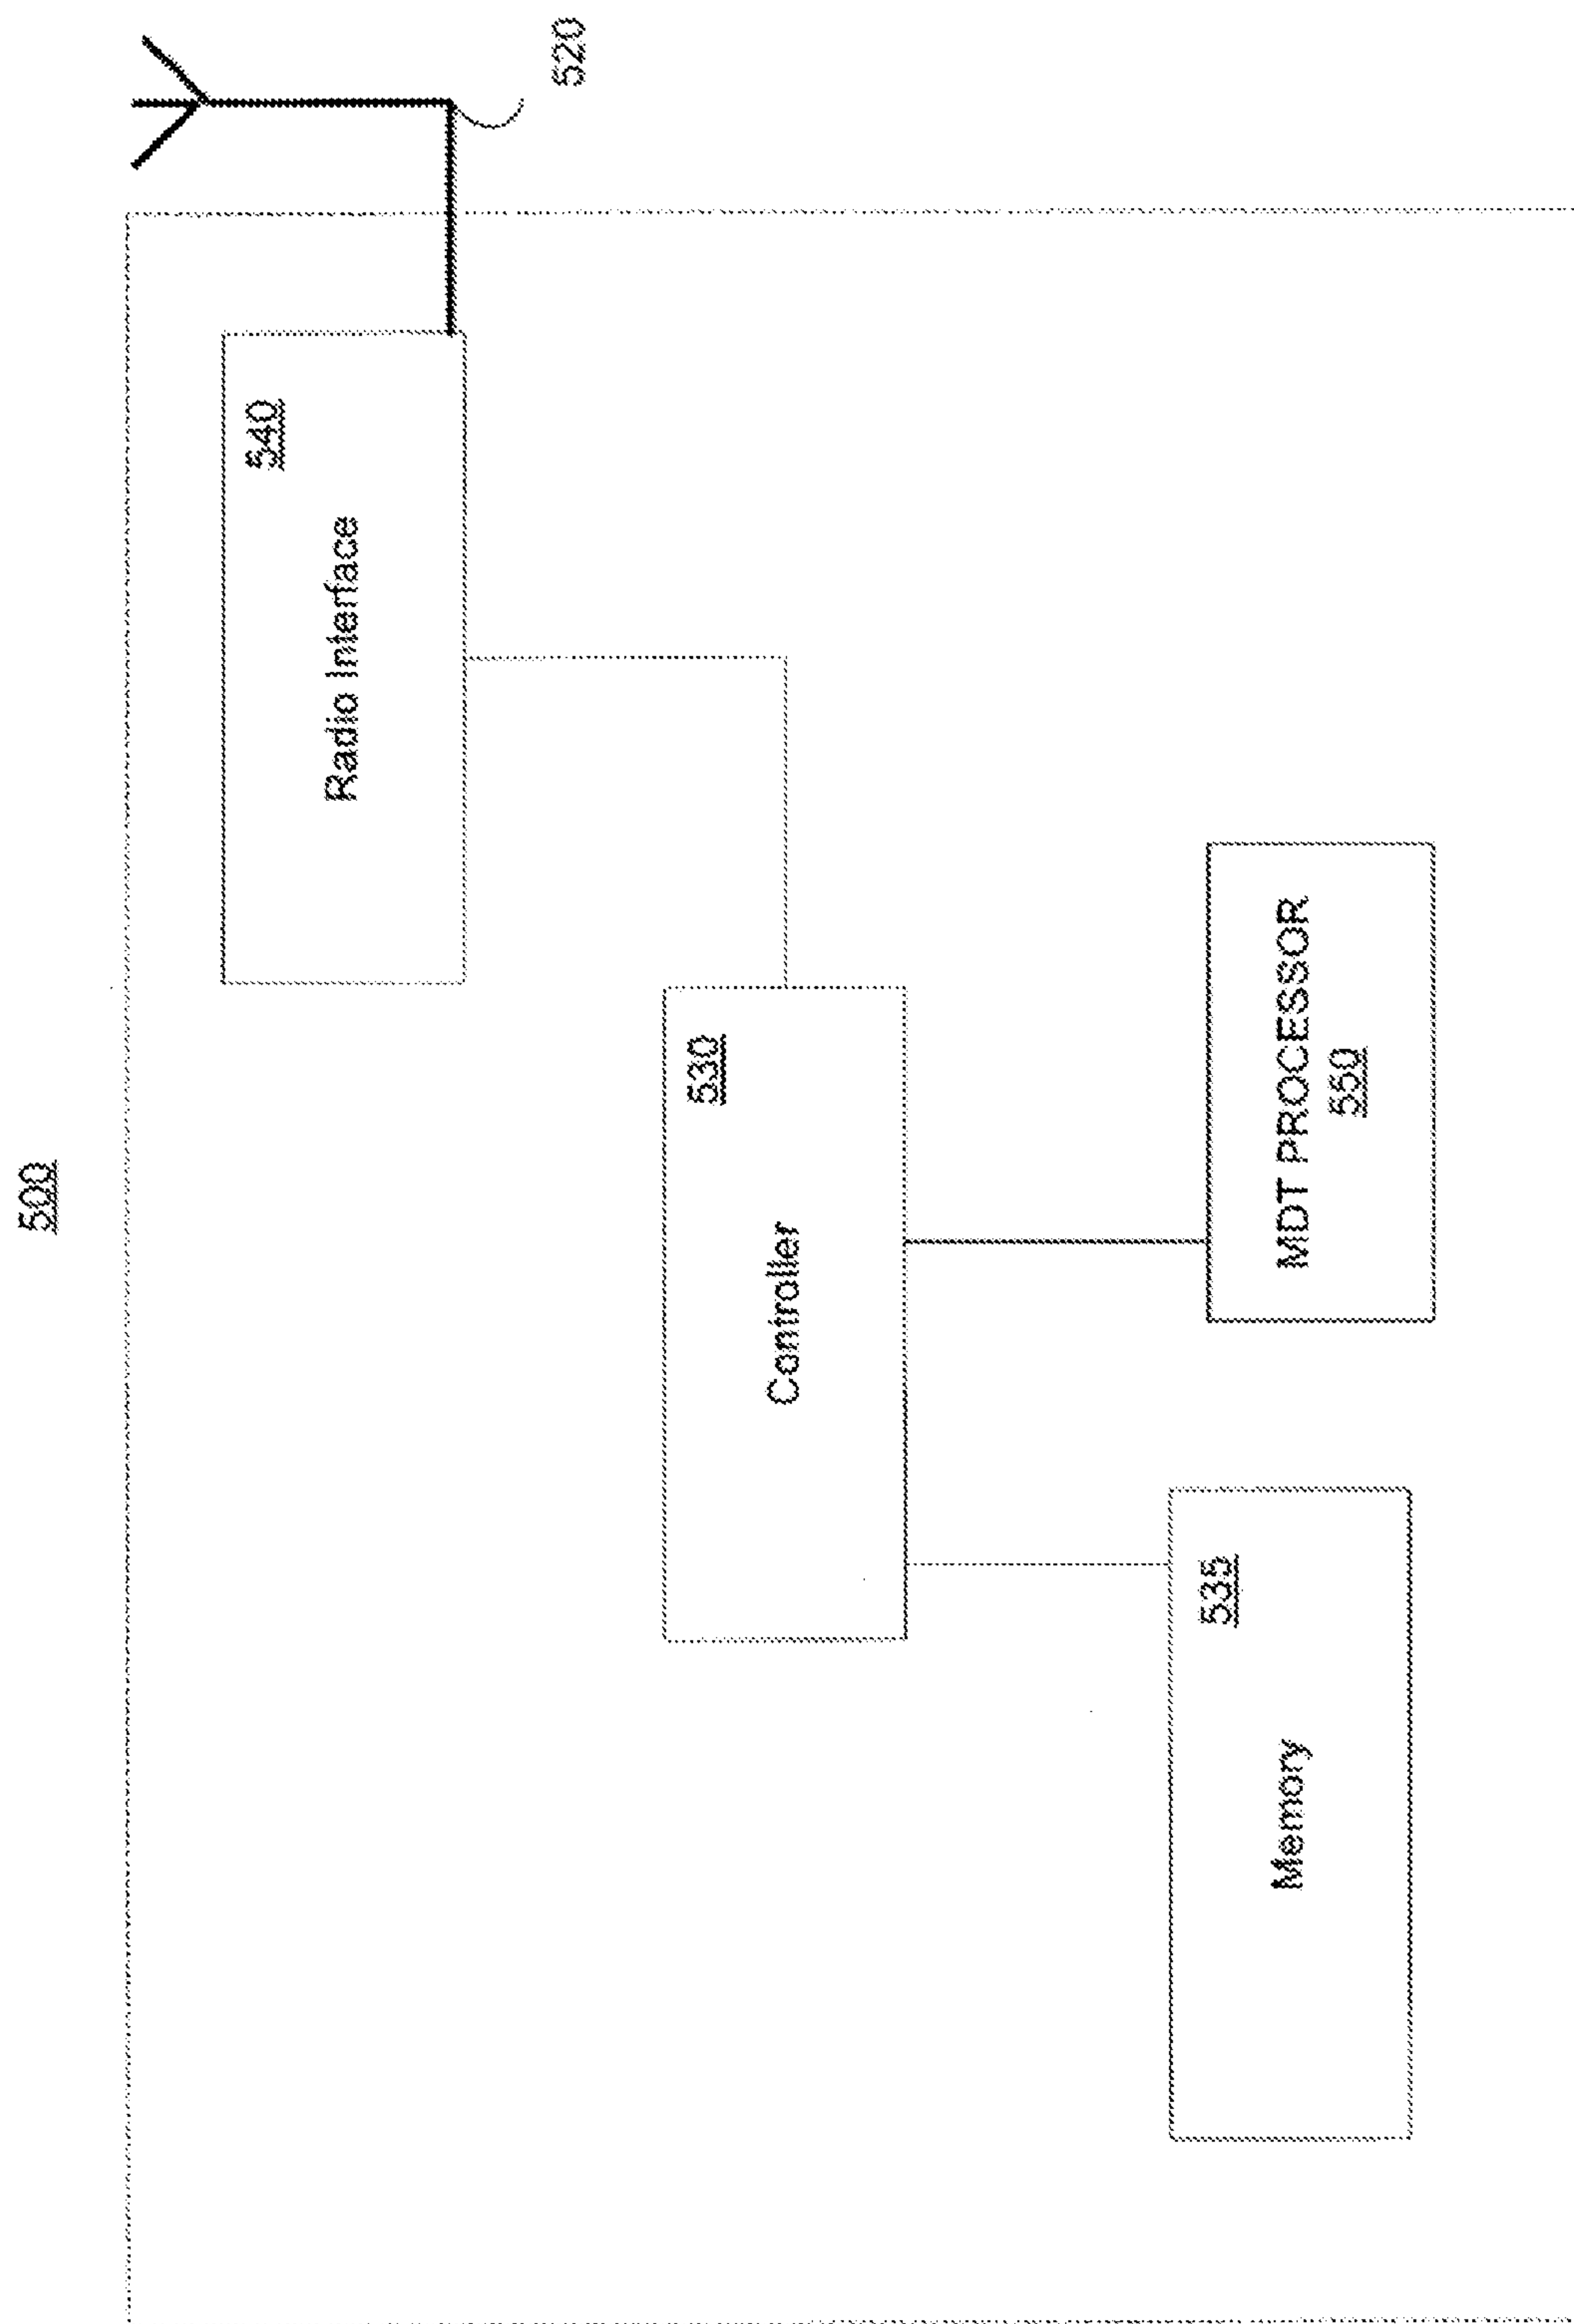 500
520
540
Radio Interface
530
Controller
MDT PROCESSOR
550
535
Memory